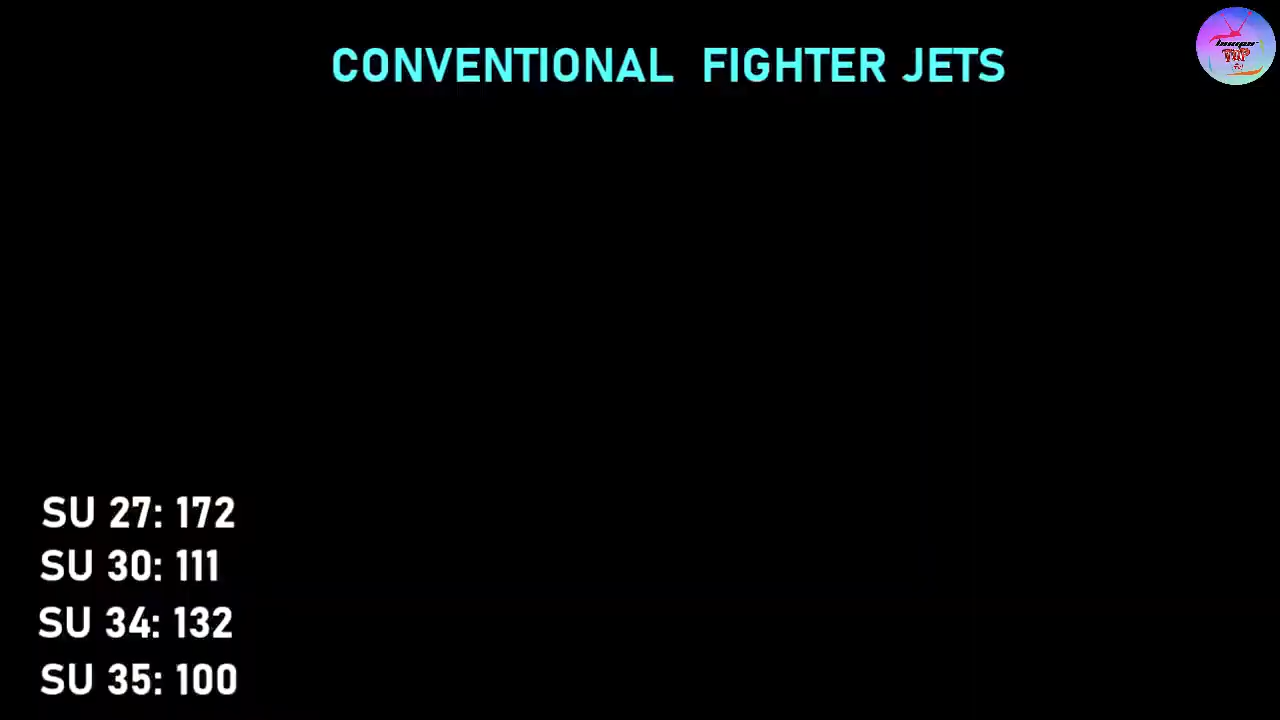 CONVENTIONAL FIGHTER JETS
SU 27: 172
SU 30: 111
SU 34: 132
SU 35: 100